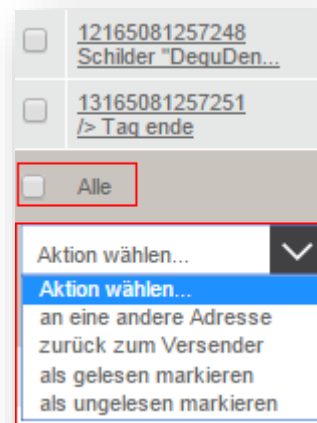 12165081257248
Schilder "DeguDen...
13165081257251
/> Tag ende
Alle
Aktion wählen...
Aktion wählen...
an eine andere Adresse
zurück zum Versender
als gelesen markieren
als ungelesen markieren